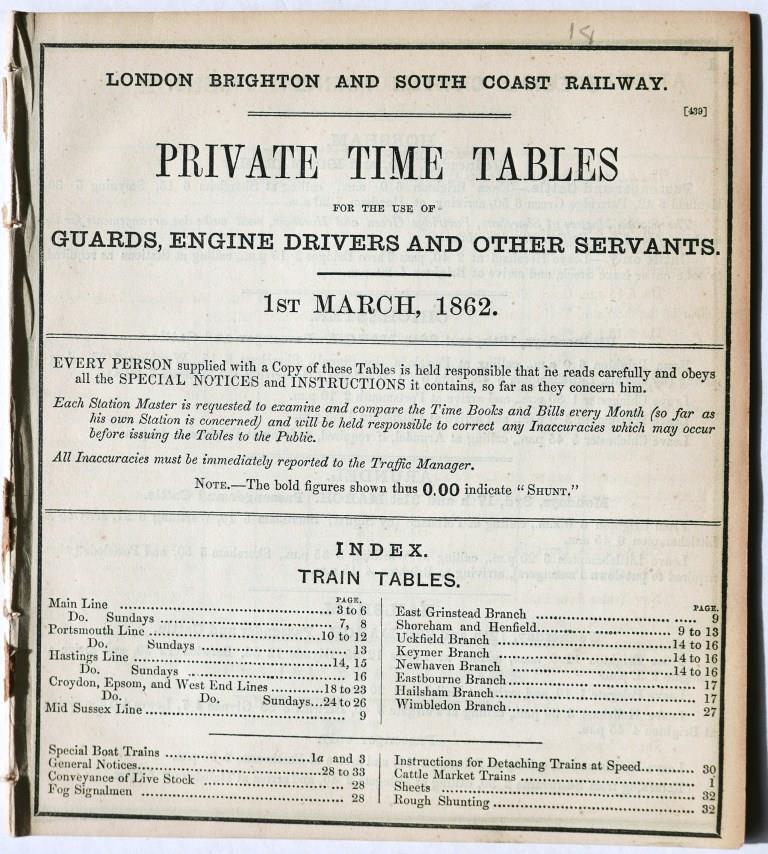 18
LONDON BRIGHTON AND SOUTH COAST RAILWAY.
[439]
PRIVATE TIME TABLES
FOR THE USE OF
GUARDS, ENGINE DRIVERS AND OTHER SERVANTS.
1ST MARCH, 1862.
EVERY PERSON supplied with a Copy of these Tables is held responsible that he reads carefully and obeys
all the SPECIAL NOTICES and INSTRUCTIONS it contains, so far as they concern him.
Each Station Master is requested to examine and compare the Time Books and Bills every Month (so far as
his own Station is concerned) and will be held responsible to correct any Inaccuracies which may occur
before issuing the Tables to the Public.
All Inaccuracies must be immediately reported to the Traffic Manager.
NOTE.—The bold figures shown thus 0.00 indicate "SHUNT."
INDEX.
TRAIN TABLES.
PAGE.
Main Line ........ 3 to 6
Do. Sundays ........ 7, 8
Portsmouth Line ........ 10 to 12
Do. Sundays ........ 13
Hastings Line ........ 14, 15
Do. Sundays ........ 16
Croydon, Epsom, and West End Lines ........ 18 to 23
Do. Do. Sundays... 24 to 26
Mid Sussex Line ........ 9
PAGE.
East Grinstead Branch ........ 9
Shoreham and Henfield ........ 9 to 13
Uckfield Branch ........ 14 to 16
Keymer Branch ........ 14 to 16
Newhaven Branch ........ 14 to 16
Eastbourne Branch ........ 17
Hailsham Branch ........ 17
Wimbledon Branch ........ 27
Special Boat Trains ........ 1a and 3
General Notices ........ 28 to 33
Conveyance of Live Stock ........ 28
Fog Signalmen ........ 28
Instructions for Detaching Trains at Speed ........ 30
Cattle Market Trains ........ 1
Sheets ........ 32
Rough Shunting ........ 32